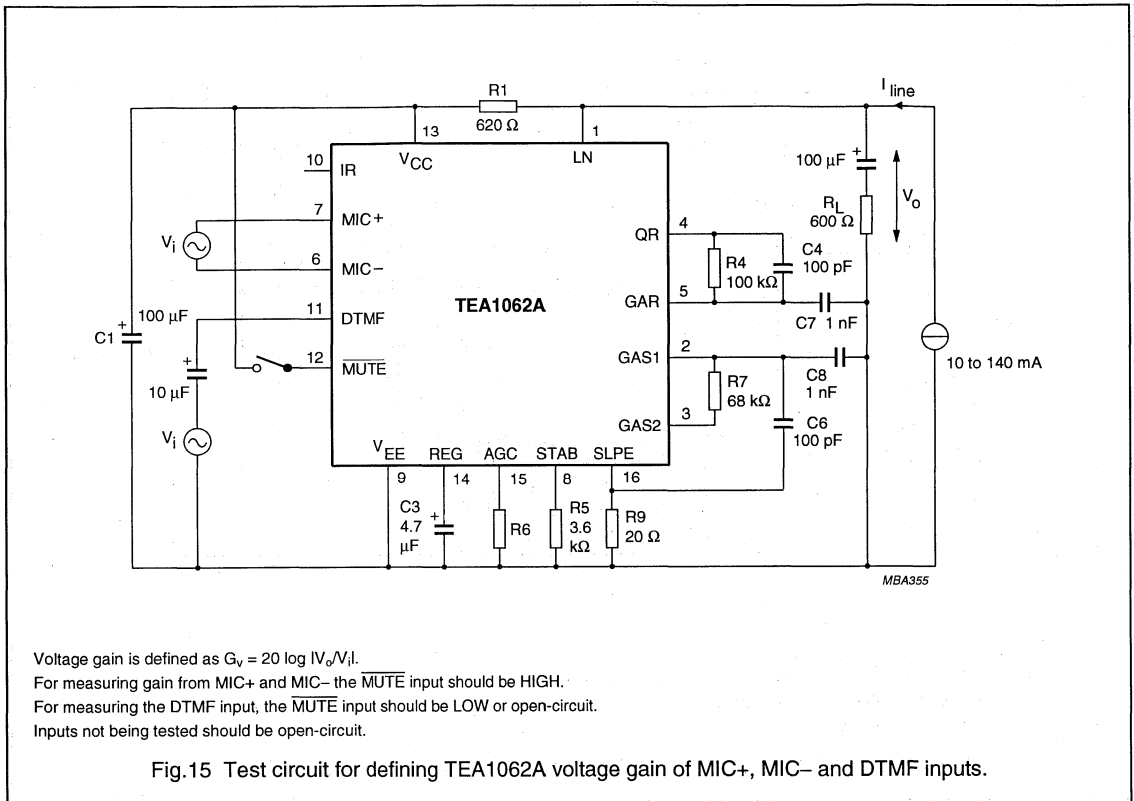 R1
620 Ω
I line
13
1
VCC
LN
10
IR
100 µF
+
Vo
RL
600 Ω
7
MIC+
Vi
6
MIC−
4
QR
R4
100 kΩ
C4
100 pF
5
GAR
C7 1 nF
TEA1062A
11
DTMF
100 µF
+
C1
12
MUTE
+
10 µF
Vi
2
GAS1
R7
68 kΩ
C8
1 nF
3
GAS2
C6
100 pF
10 to 140 mA
VEE
REG
AGC
STAB
SLPE
9
14
15
8
16
C3
4.7
µF
+
R6
R5
3.6
kΩ
R9
20 Ω
MBA355
Voltage gain is defined as Gv = 20 log |Vo/Vi|.
For measuring gain from MIC+ and MIC− the MUTE input should be HIGH.
For measuring the DTMF input, the MUTE input should be LOW or open-circuit.
Inputs not being tested should be open-circuit.
Fig.15 Test circuit for defining TEA1062A voltage gain of MIC+, MIC− and DTMF inputs.